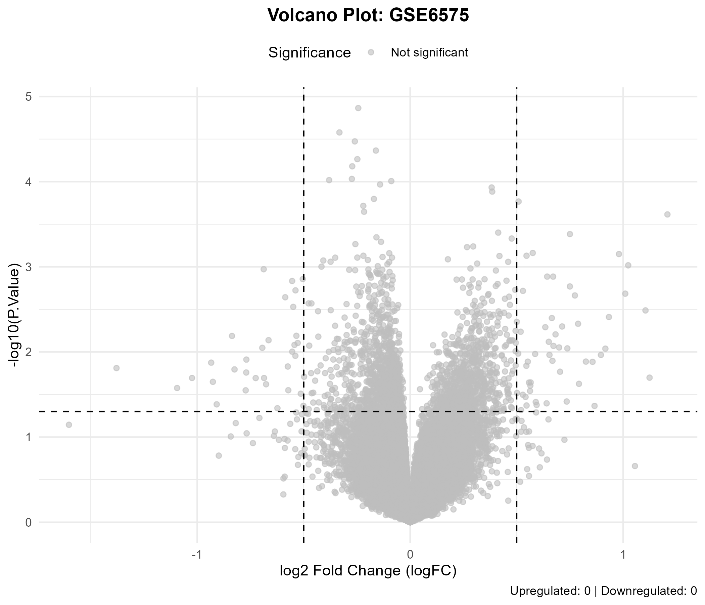 Volcano Plot: GSE6575
Significance Not significant
5
4
3
2
1
0
-log10(P.Value)
-1 0 1
log2 Fold Change (logFC)
Upregulated: 0 | Downregulated: 0